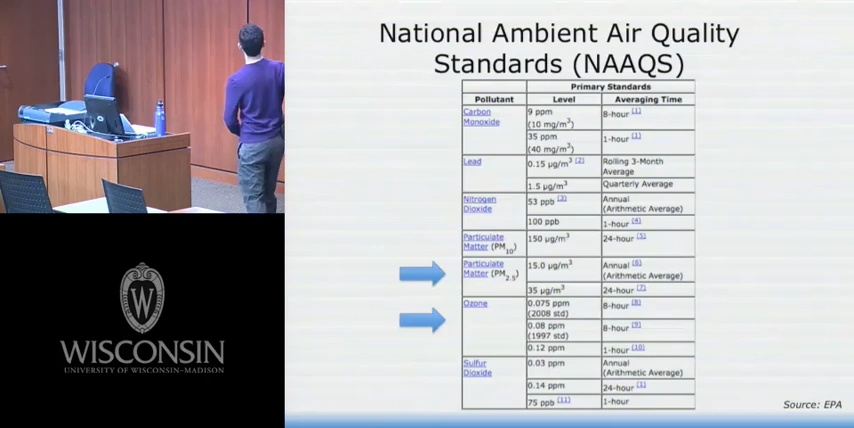 National Ambient Air Quality
Standards (NAAQS)
Primary Standards
Pollutant Level Averaging Time
Carbon
Monoxide
9 ppm
(10 mg/m³)
8-hour (1)
35 ppm
(40 mg/m³)
1-hour (1)
Lead
0.15 µg/m³ (2)
Rolling 3-Month
Average
1.5 µg/m³
Quarterly Average
Nitrogen
Dioxide
53 ppb (3)
Annual
(Arithmetic Average)
100 ppb
1-hour (4)
Particulate
Matter (PM10)
150 µg/m³
24-hour (5)
Particulate
Matter (PM2.5)
15.0 µg/m³
Annual (6)
(Arithmetic Average)
35 µg/m³
24-hour (7)
Ozone
0.075 ppm
(2008 std)
8-hour (8)
0.08 ppm
(1997 std)
8-hour (9)
0.12 ppm
1-hour (10)
Sulfur
Dioxide
0.03 ppm
Annual
(Arithmetic Average)
0.14 ppm
24-hour (1)
75 ppb (11)
1-hour
Source: EPA
W
WISCONSIN
UNIVERSITY OF WISCONSIN–MADISON